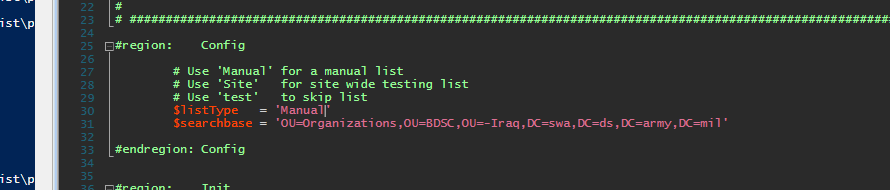 22 #
ist\p 23 # ##############################################################################################################
24
25 #region: Config
26
27 # Use 'Manual' for a manual list
28 # Use 'Site' for site wide testing list
29 # Use 'test' to skip list
30 $listType = 'Manual'
31 $searchbase = 'OU=Organizations,OU=BDSC,OU=-Iraq,DC=swa,DC=ds,DC=army,DC=mil'
32
33 #endregion: Config
34
35
ist\p 36 #region: Init